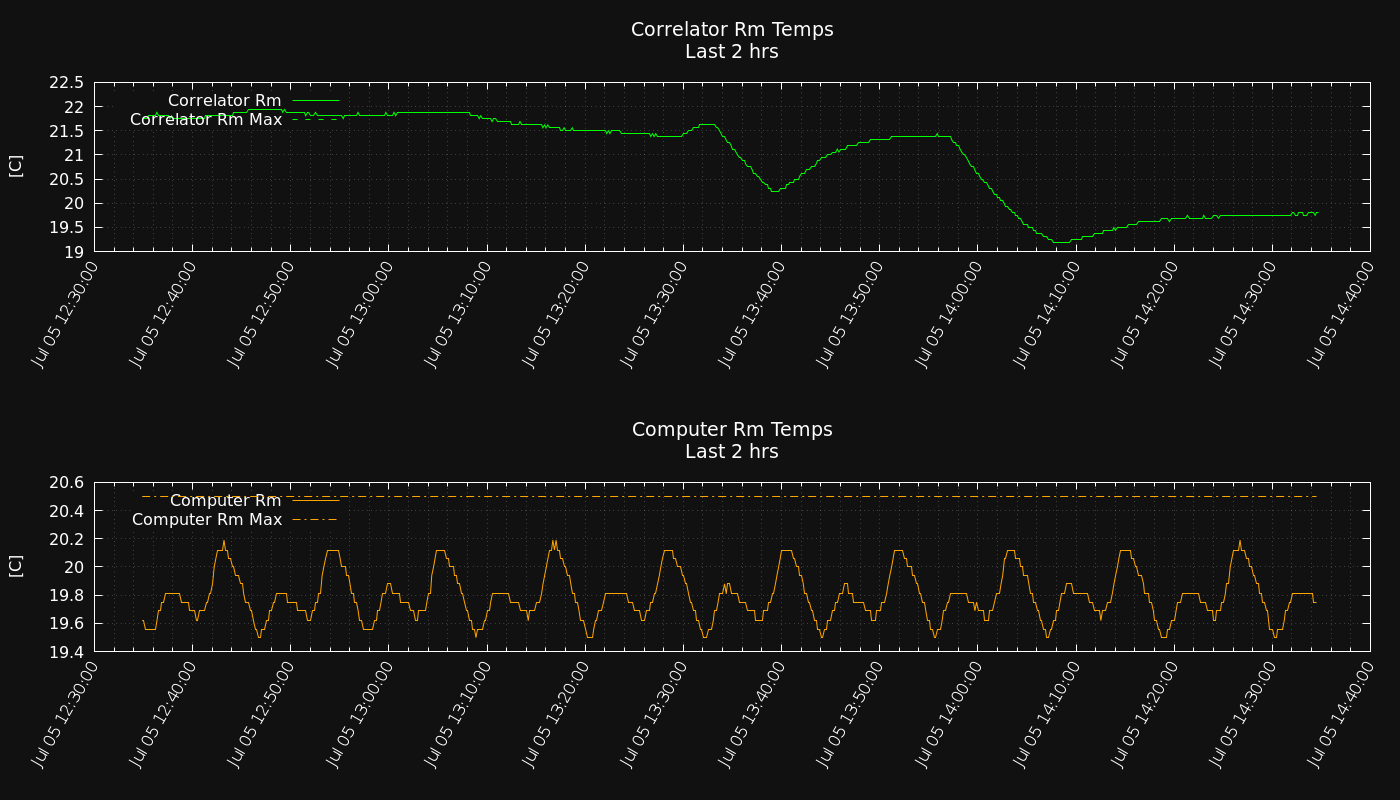 Correlator Rm Temps
Last 2 hrs
22.5
22
21.5
21
20.5
20
19.5
19
[C]
Correlator Rm
Correlator Rm Max
Jul 05 12:30:00
Jul 05 12:40:00
Jul 05 12:50:00
Jul 05 13:00:00
Jul 05 13:10:00
Jul 05 13:20:00
Jul 05 13:30:00
Jul 05 13:40:00
Jul 05 13:50:00
Jul 05 14:00:00
Jul 05 14:10:00
Jul 05 14:20:00
Jul 05 14:30:00
Jul 05 14:40:00
Computer Rm Temps
Last 2 hrs
20.6
20.4
20.2
20
19.8
19.6
19.4
[C]
Computer Rm
Computer Rm Max
Jul 05 12:30:00
Jul 05 12:40:00
Jul 05 12:50:00
Jul 05 13:00:00
Jul 05 13:10:00
Jul 05 13:20:00
Jul 05 13:30:00
Jul 05 13:40:00
Jul 05 13:50:00
Jul 05 14:00:00
Jul 05 14:10:00
Jul 05 14:20:00
Jul 05 14:30:00
Jul 05 14:40:00